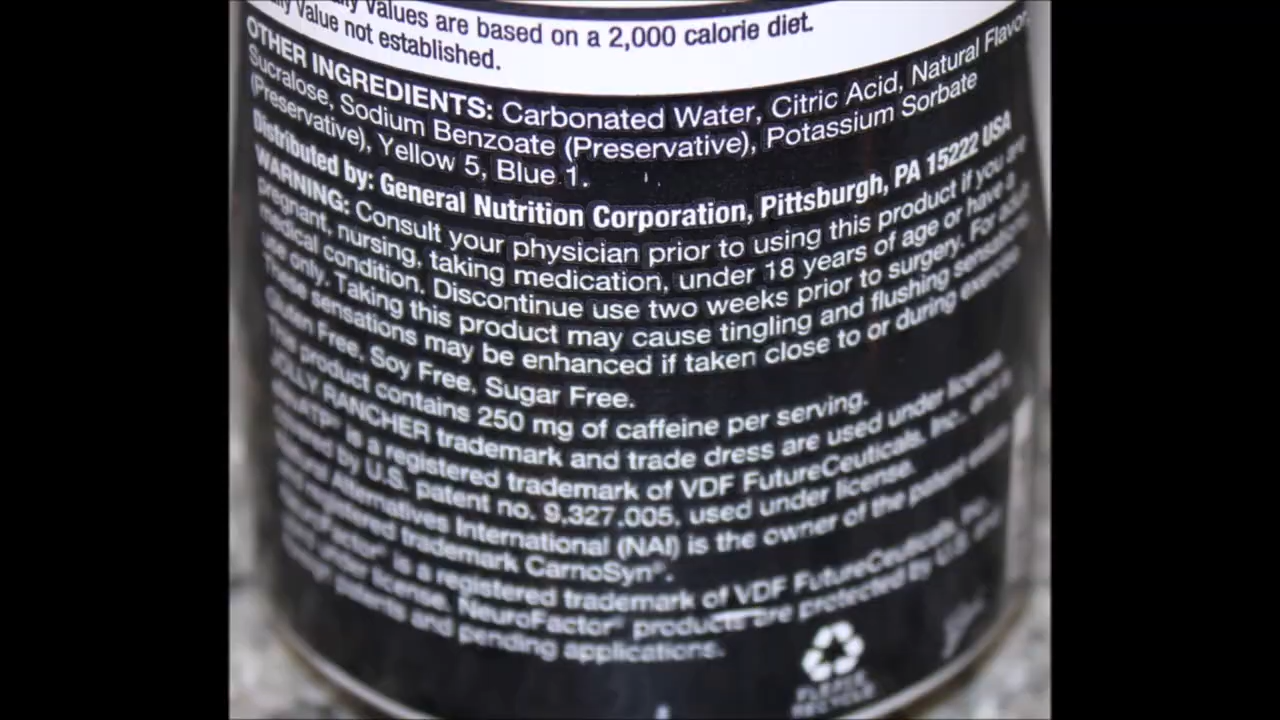 Values are based on a 2,000 calorie diet.
Value not established.
OTHER INGREDIENTS: Carbonated Water, Citric Acid, Natural Flavor,
Sucralose, Sodium Benzoate (Preservative), Potassium Sorbate
(Preservative), Yellow 5, Blue 1.
Distributed by: General Nutrition Corporation, Pittsburgh, PA 15222 USA
WARNING: Consult your physician prior to using this product if you are
pregnant, nursing, taking medication, under 18 years of age or have a
medical condition. Discontinue use two weeks prior to surgery. For adult
use only. Taking this product may cause tingling and flushing sensations.
These sensations may be enhanced if taken close to or during exercise.
Gluten Free, Soy Free, Sugar Free.
This product contains 250 mg of caffeine per serving.
JOLLY RANCHER trademark and trade dress are used under license.
is a registered trademark of VDF FutureCeuticals, Inc., and is
covered by U.S. patent no. 9,327,005, used under license.
Natural Alternatives International (NAI) is the owner of the patent
and registered trademark CarnoSyn®.
NeuroFactor® is a registered trademark of VDF FutureCeuticals, Inc.
used under license. NeuroFactor® products are protected by U.S. and
patents and pending applications.
PLEASE
RECYCLE